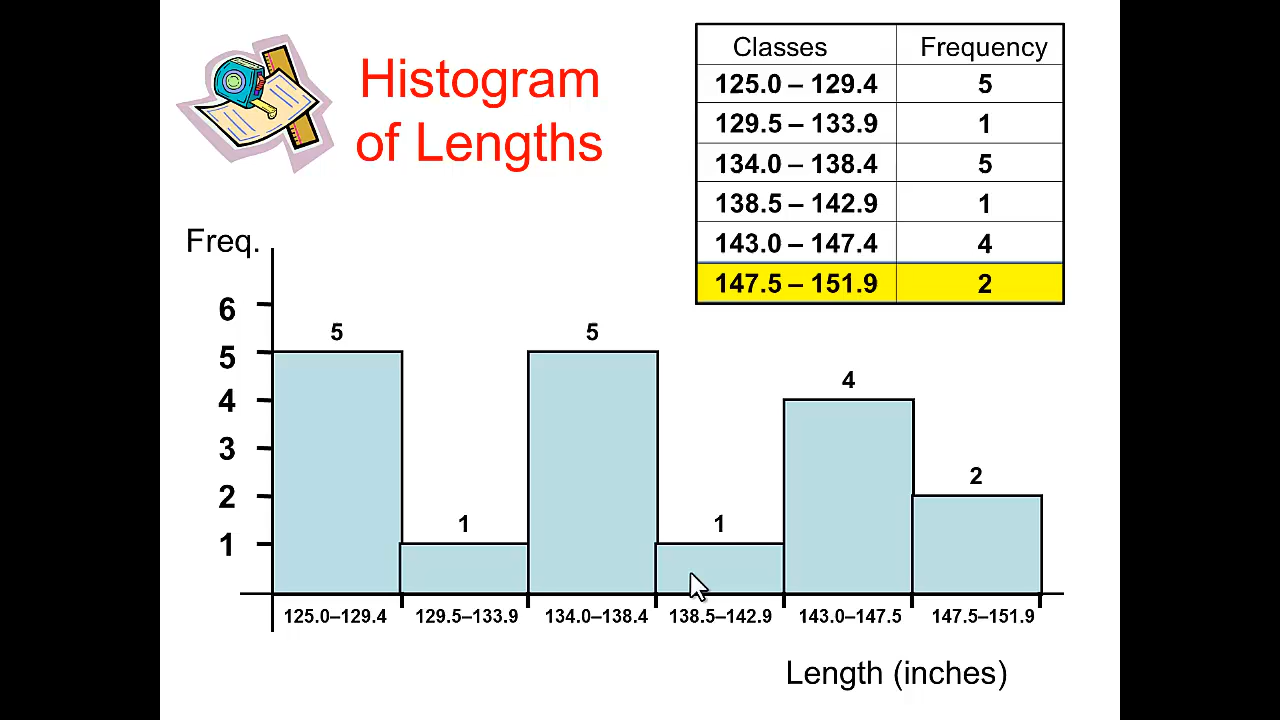 Histogram
of Lengths
Classes Frequency
125.0 – 129.4 5
129.5 – 133.9 1
134.0 – 138.4 5
138.5 – 142.9 1
143.0 – 147.4 4
147.5 – 151.9 2
Freq.
6
5
4
3
2
1
5
1
5
1
4
2
125.0–129.4 129.5–133.9 134.0–138.4 138.5–142.9 143.0–147.5 147.5–151.9
Length (inches)